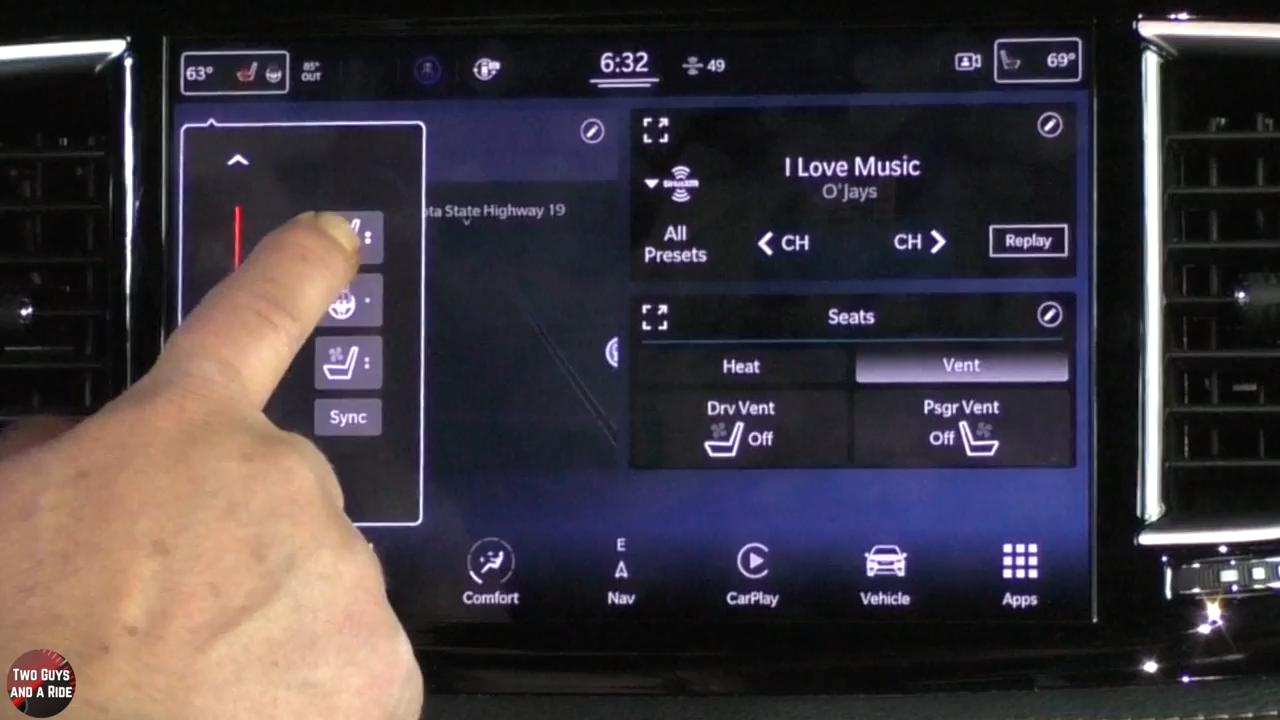 63°
85°
OUT
6:32
49
69°
ta State Highway 19
I Love Music
O'Jays
SiriusXM
All
Presets
CH
CH
Replay
Seats
Heat
Vent
Drv Vent
Off
Psgr Vent
Off
Sync
Comfort
E
Nav
CarPlay
Vehicle
Apps
TWO GUYS
AND A RIDE